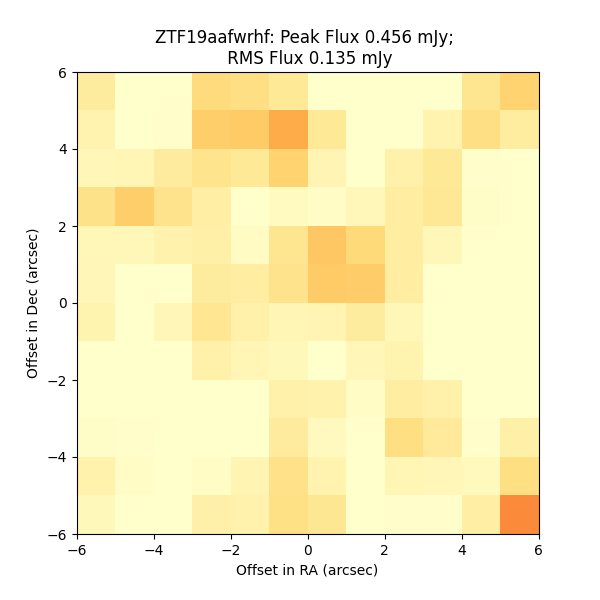 ZTF19aafwrhf: Peak Flux 0.456 mJy;
RMS Flux 0.135 mJy
6
4
2
0
−2
−4
−6
Offset in Dec (arcsec)
−6 −4 −2 0 2 4 6
Offset in RA (arcsec)